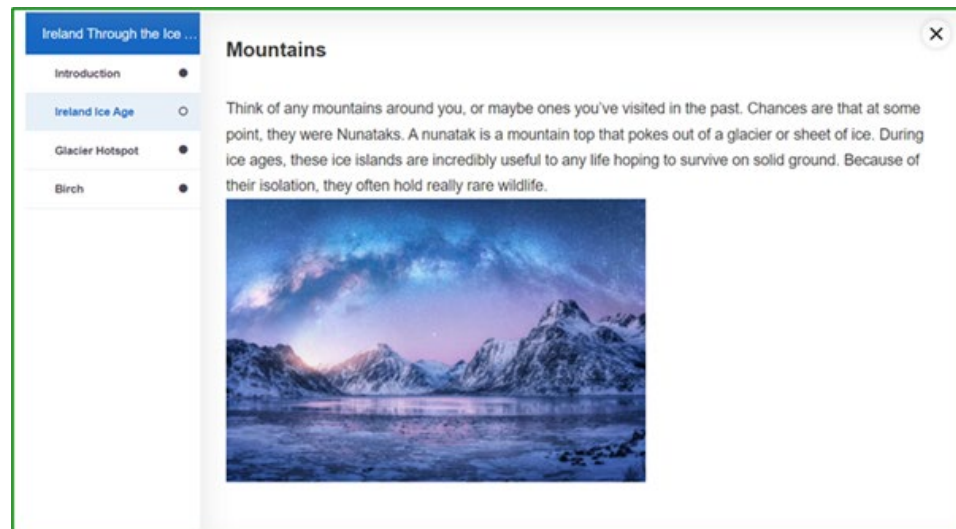 Ireland Through the Ice ...
Introduction
Ireland Ice Age
Glacier Hotspot
Birch
Mountains
Think of any mountains around you, or maybe ones you've visited in the past. Chances are that at some
point, they were Nunataks. A nunatak is a mountain top that pokes out of a glacier or sheet of ice. During
ice ages, these ice islands are incredibly useful to any life hoping to survive on solid ground. Because of
their isolation, they often hold really rare wildlife.